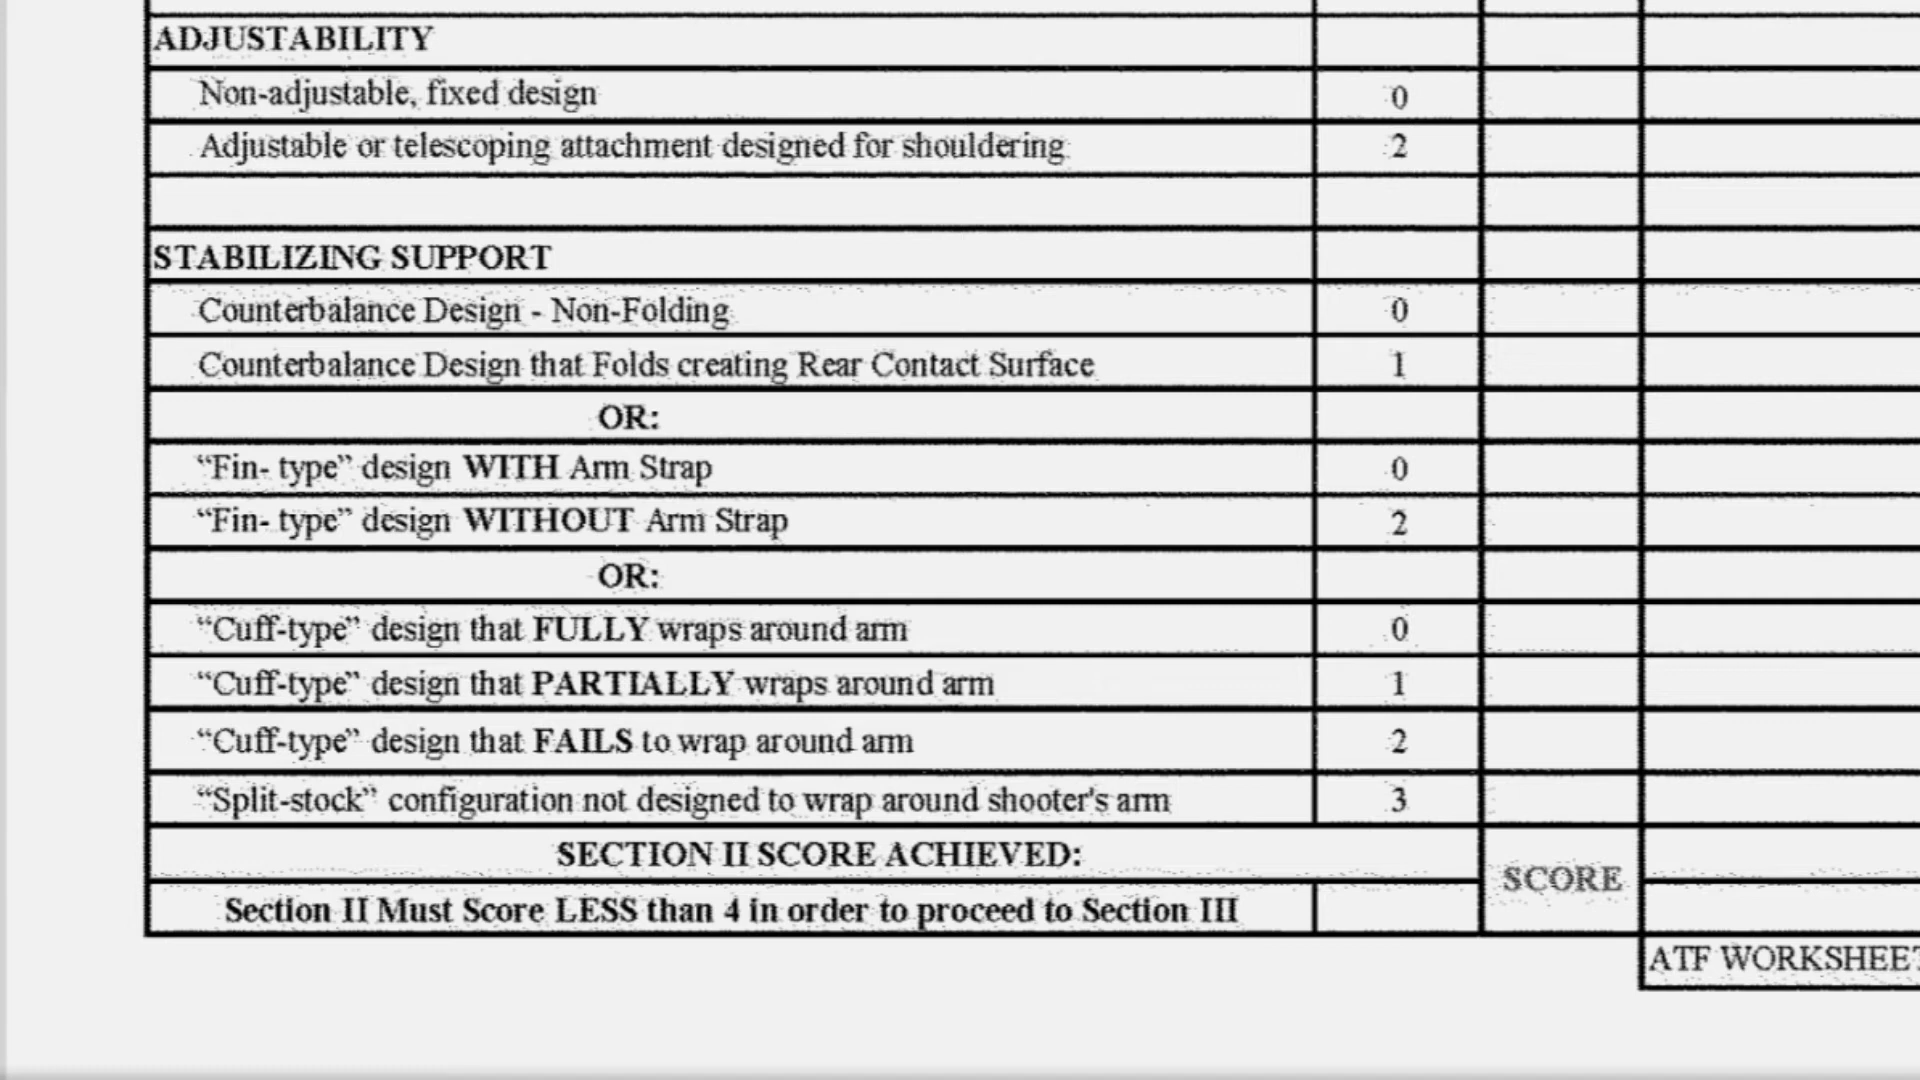 ADJUSTABILITY
Non-adjustable, fixed design 0
Adjustable or telescoping attachment designed for shouldering 2
STABILIZING SUPPORT
Counterbalance Design - Non-Folding 0
Counterbalance Design that Folds creating Rear Contact Surface 1
OR:
“Fin- type” design WITH Arm Strap 0
“Fin- type” design WITHOUT Arm Strap 2
OR:
“Cuff-type” design that FULLY wraps around arm 0
“Cuff-type” design that PARTIALLY wraps around arm 1
“Cuff-type” design that FAILS to wrap around arm 2
“Split-stock” configuration not designed to wrap around shooter's arm 3
SECTION II SCORE ACHIEVED:
SCORE
Section II Must Score LESS than 4 in order to proceed to Section III
ATF WORKSHEET